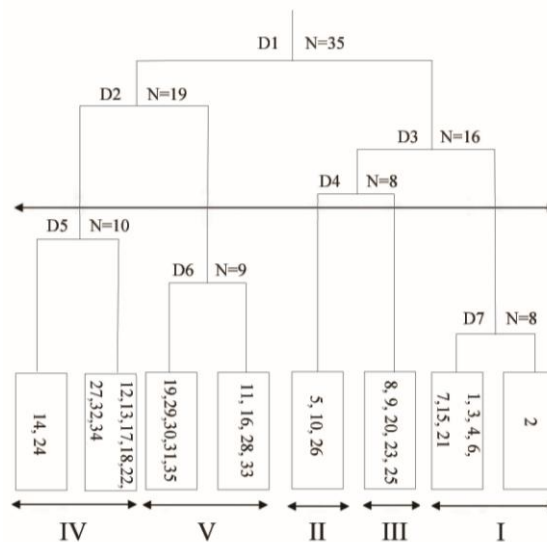 D1 N=35
D2 N=19
D3 N=16
D4 N=8
D5 N=10
D6 N=9
D7 N=8
14, 24
12,13,17,18,22,
27,32,34
19,29,30,31,35
11, 16, 28, 33
5, 10, 26
8, 9, 20, 23, 25
1, 3, 4, 6,
7,15, 21
2
IV V II III I